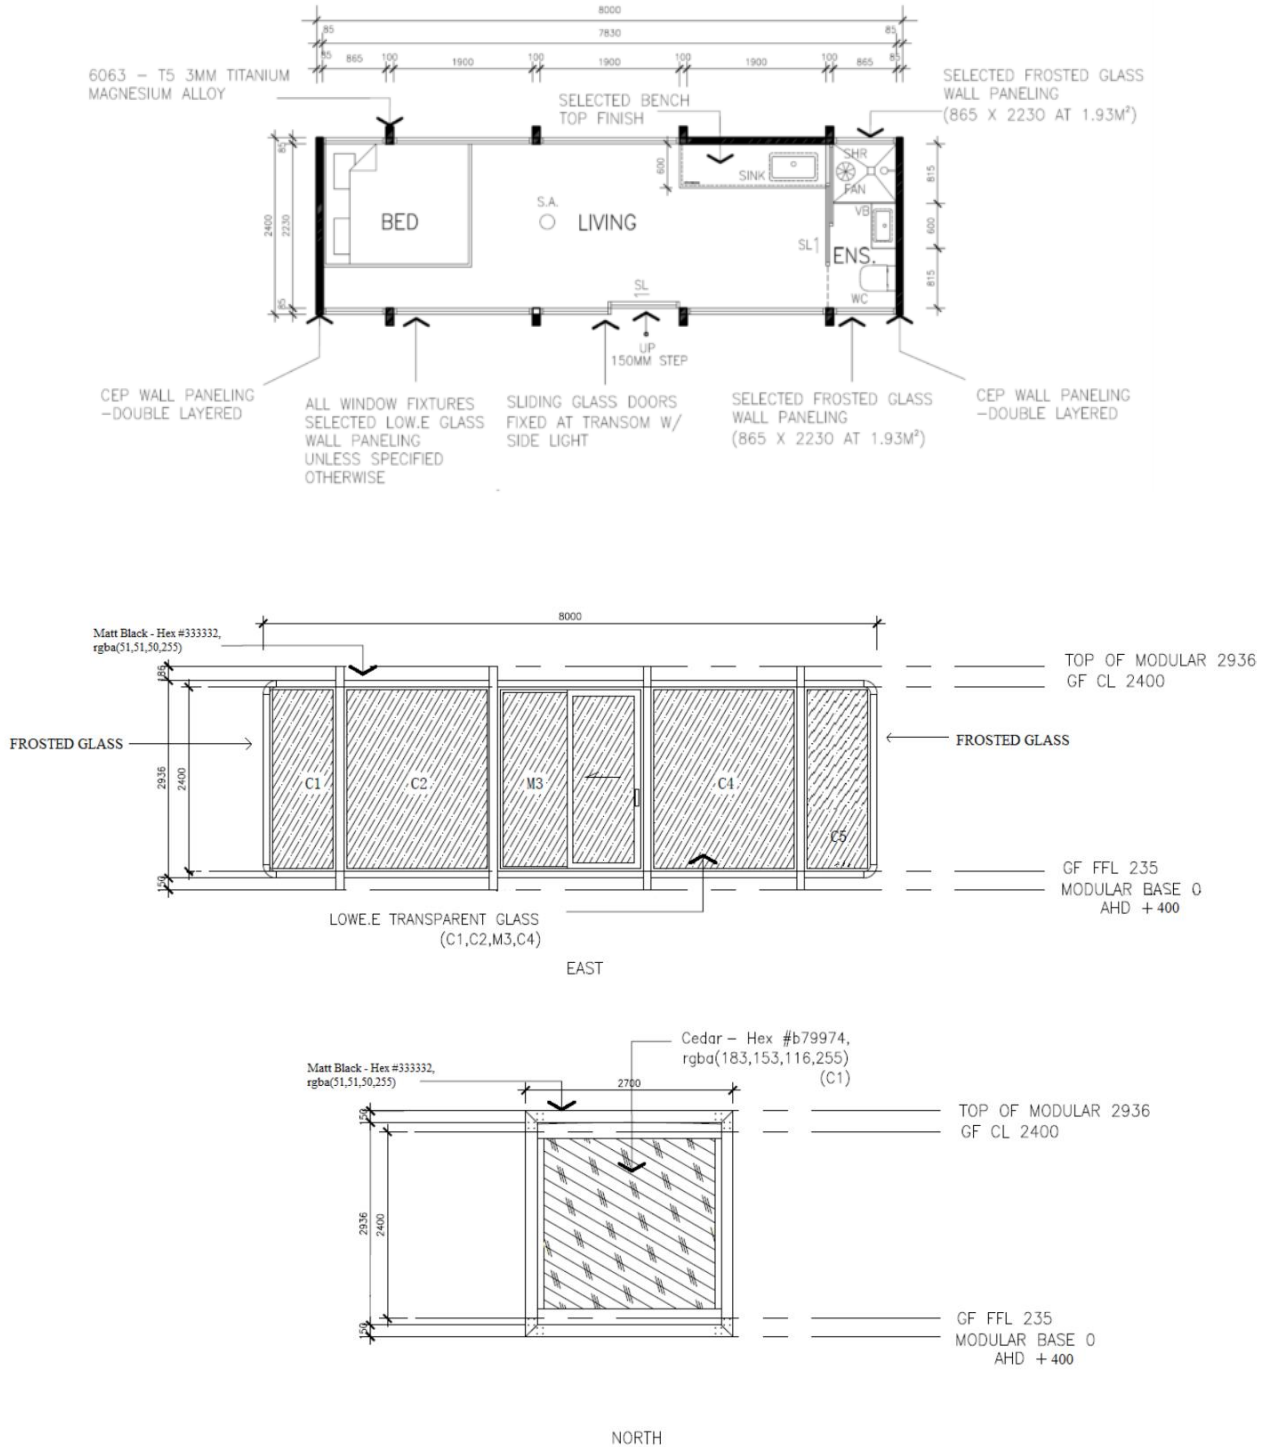 8000
85 7830 85
85 865 100 1900 100 1900 100 1900 100 865 85
6063 – T5 3MM TITANIUM
MAGNESIUM ALLOY
SELECTED BENCH
TOP FINISH
SELECTED FROSTED GLASS
WALL PANELING
(865 X 2230 AT 1.93M²)
2400
85
2230
85
BED
S.A.
LIVING
600
SINK
SHR
FAN
VB
SL1
ENS.
WC
815
600
815
SL
UP
150MM STEP
CEP WALL PANELING
–DOUBLE LAYERED
ALL WINDOW FIXTURES
SELECTED LOW.E GLASS
WALL PANELING
UNLESS SPECIFIED
OTHERWISE
SLIDING GLASS DOORS
FIXED AT TRANSOM W/
SIDE LIGHT
SELECTED FROSTED GLASS
WALL PANELING
(865 X 2230 AT 1.93M²)
CEP WALL PANELING
–DOUBLE LAYERED
8000
Matt Black - Hex #333332,
rgba(51,51,50,255)
TOP OF MODULAR 2936
GF CL 2400
186
2936
2400
150
FROSTED GLASS
C1
C2
M3
C4
C5
FROSTED GLASS
GF FFL 235
MODULAR BASE 0
AHD +400
LOWE.E TRANSPARENT GLASS
(C1,C2,M3,C4)
EAST
Cedar – Hex #b79974,
rgba(183,153,116,255)
(C1)
Matt Black - Hex #333332,
rgba(51,51,50,255)
2700
TOP OF MODULAR 2936
GF CL 2400
150
2936
2400
150
GF FFL 235
MODULAR BASE 0
AHD +400
NORTH